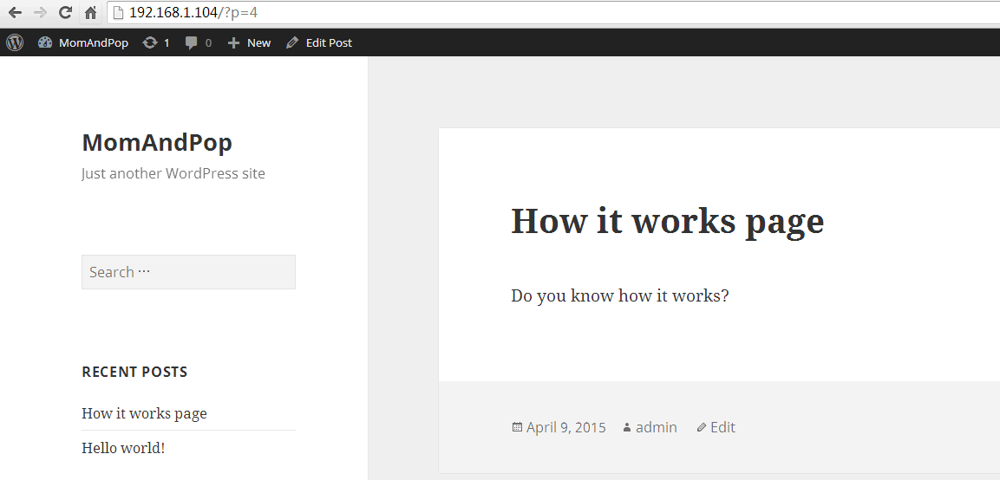 192.168.1.104/?p=4
MomAndPop 1 0 New Edit Post
MomAndPop
Just another WordPress site
Search …
RECENT POSTS
How it works page
Hello world!
How it works page
Do you know how it works?
April 9, 2015 admin Edit